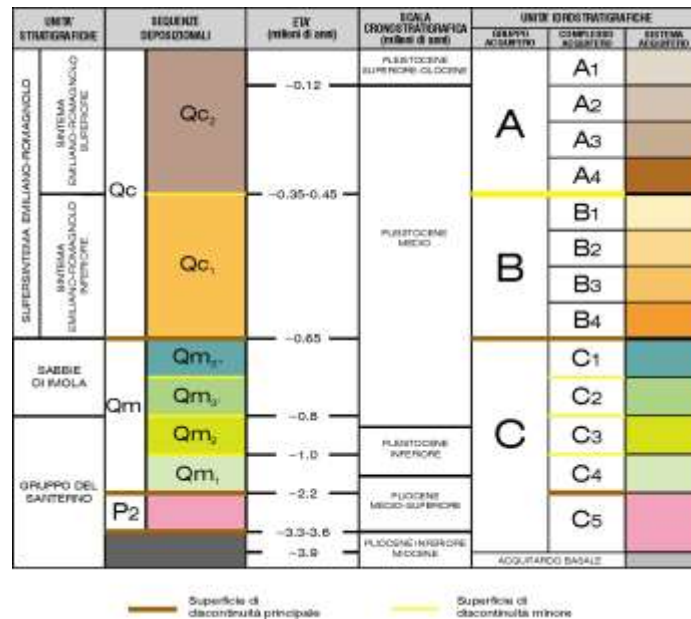 UNITA' STRATIGRAFICHE
SEQUENZE DEPOSIZIONALI
ETA' (milioni di anni)
SCALA CRONOSTRATIGRAFICA (milioni di anni)
UNITA' IDROSTRATIGRAFICHE
GRUPPO ACQUIFERO
COMPLESSO ACQUIFERO
SISTEMA ACQUIFERO
SUPERSINTEMA EMILIANO-ROMAGNOLO
SINTEMA EMILIANO-ROMAGNOLO SUPERIORE
SINTEMA EMILIANO-ROMAGNOLO INFERIORE
SABBIE DI IMOLA
GRUPPO DEL SANTERNO
Qc
Qc2
Qc1
Qm
Qm3'
Qm2
Qm1
P2
–0.12
–0.35-0.45
–0.65
–0.8
–1.0
–2.2
–3.3-3.6
–3.9
PLEISTOCENE SUPERIORE-OLOCENE
PLEISTOCENE MEDIO
PLEISTOCENE INFERIORE
PLIOCENE MEDIO-SUPERIORE
PLIOCENE INFERIORE MIOCENE
A
A1
A2
A3
A4
B
B1
B2
B3
B4
C
C1
C2
C3
C4
C5
ACQUITARDO BASALE
Superficie di
discontinuità principale
Superficie di
discontinuità minore